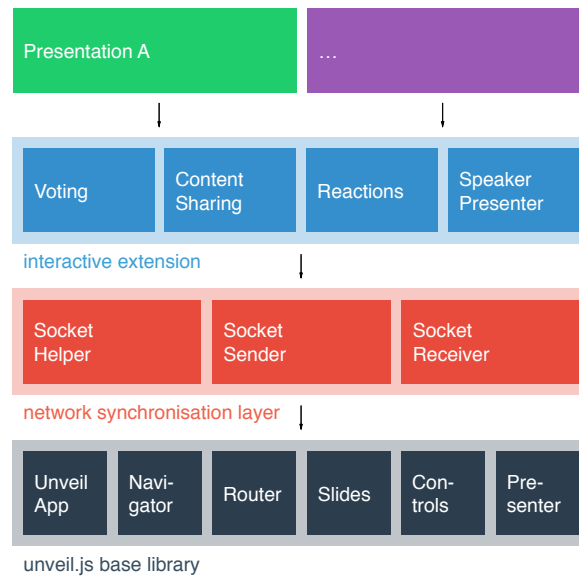 Presentation A
...
Voting
Content
Sharing
Reactions
Speaker
Presenter
interactive extension
Socket
Helper
Socket
Sender
Socket
Receiver
network synchronisation layer
Unveil
App
Navi-
gator
Router
Slides
Con-
trols
Pre-
senter
unveil.js base library